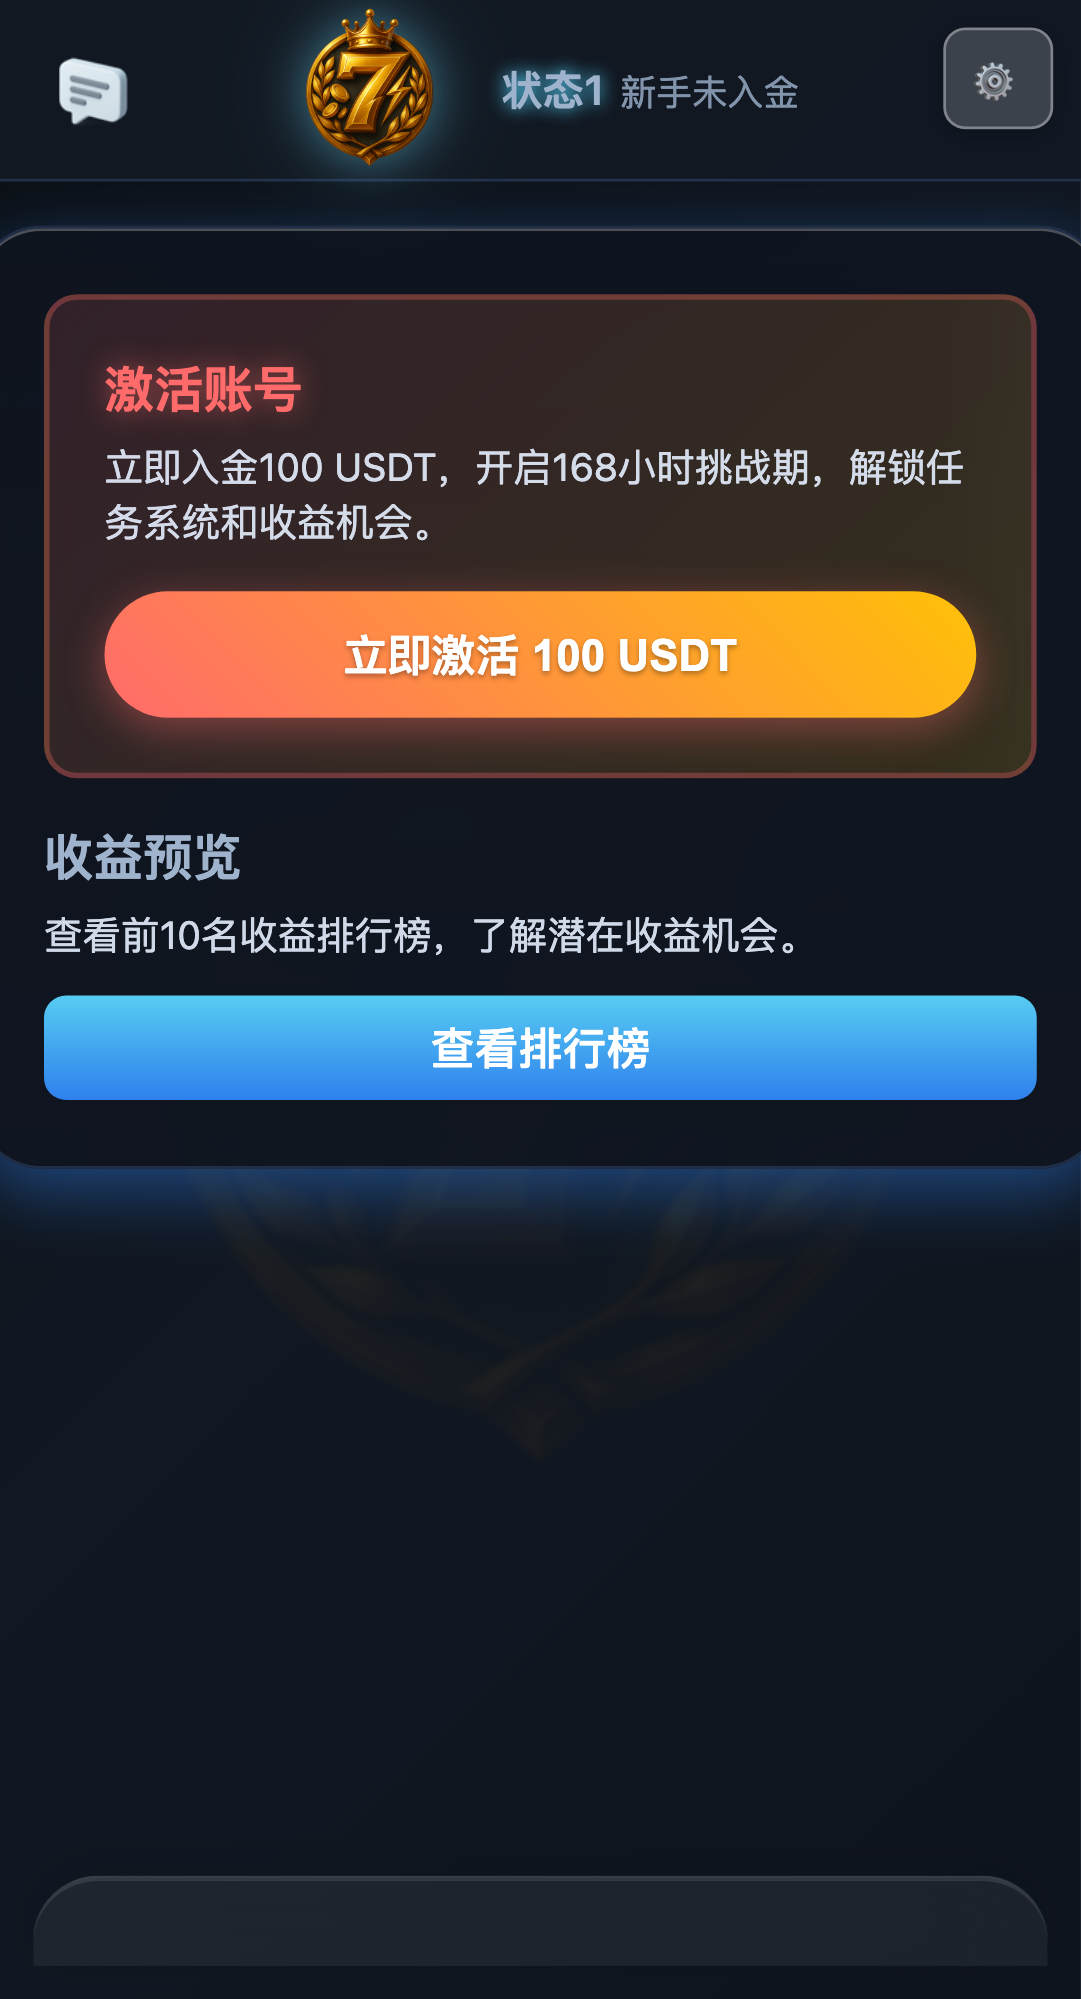 7
状态1 新手未入金
激活账号
立即入金100 USDT，开启168小时挑战期，解锁任
务系统和收益机会。
立即激活 100 USDT
收益预览
查看前10名收益排行榜，了解潜在收益机会。
查看排行榜